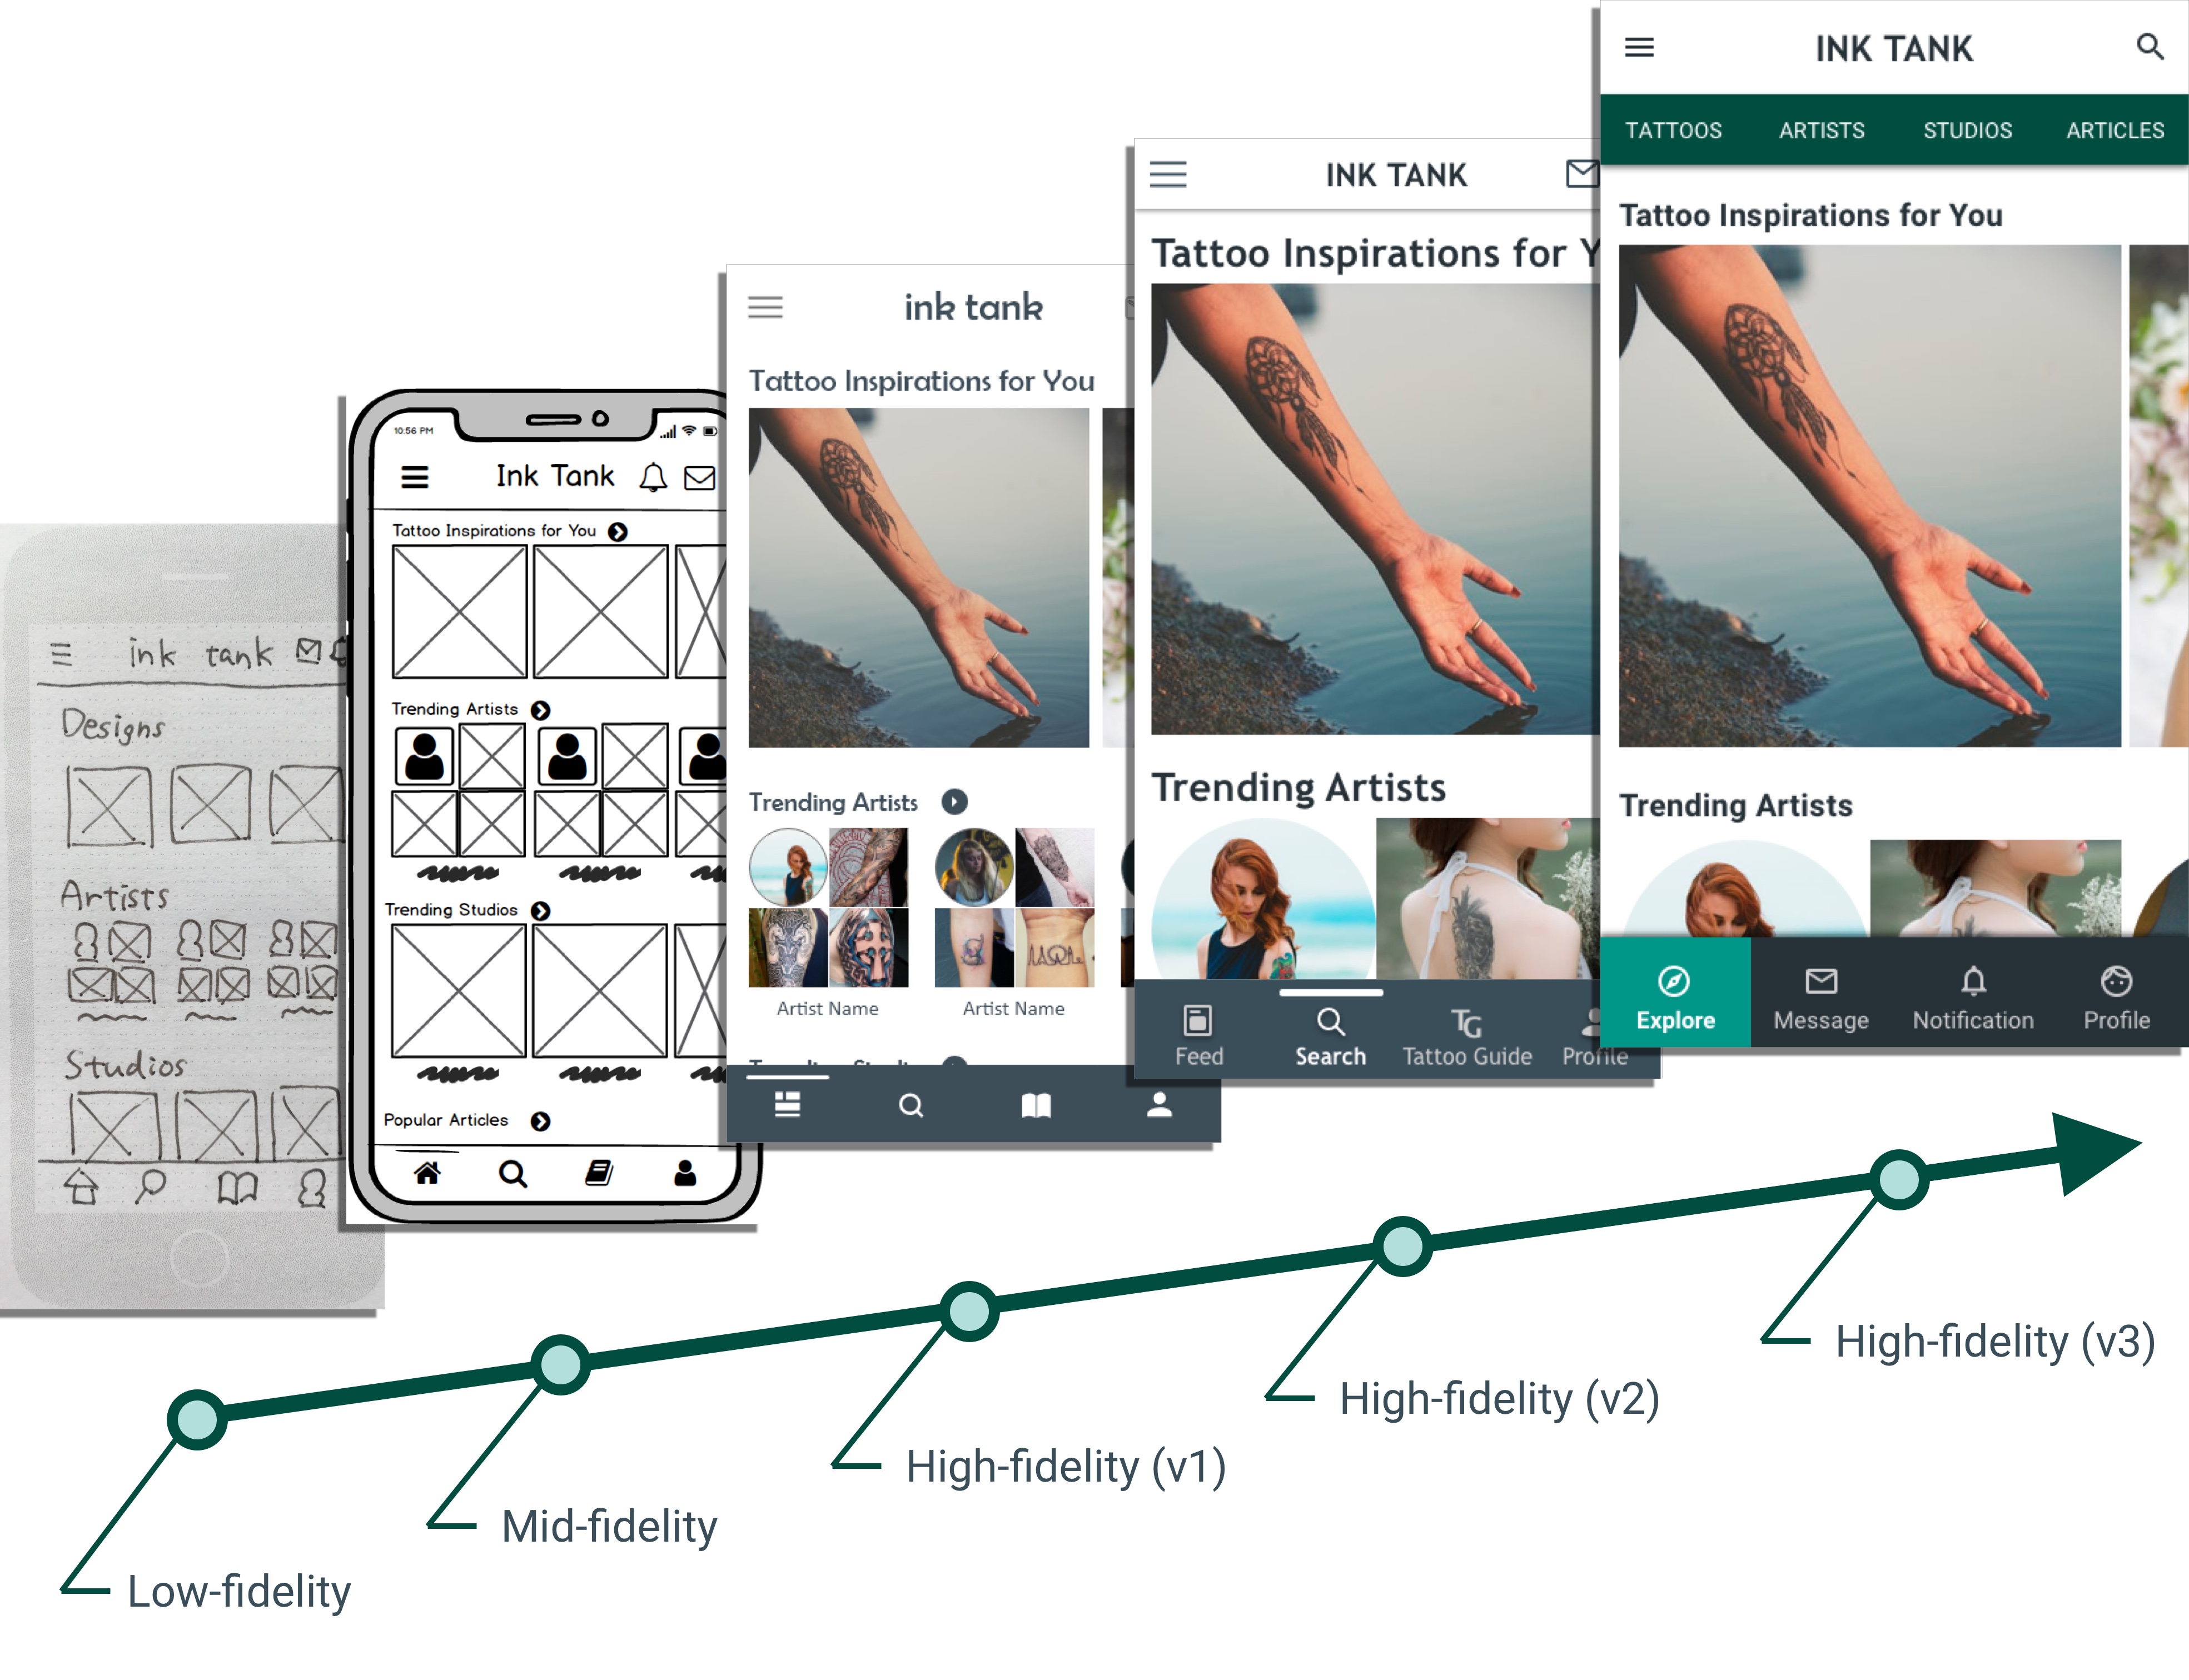 ink tank
Designs
Artists
Studios
10:56 PM
Ink Tank
Tattoo Inspirations for You
Trending Artists
Trending Studios
Popular Articles
ink tank
Tattoo Inspirations for You
Trending Artists
Artist Name
Artist Name
INK TANK
Tattoo Inspirations for Y
Trending Artists
Feed
Search
TG
Tattoo Guide
Profile
INK TANK
TATTOOS
ARTISTS
STUDIOS
ARTICLES
Tattoo Inspirations for You
Trending Artists
Explore
Message
Notification
Profile
Low-fidelity
Mid-fidelity
High-fidelity (v1)
High-fidelity (v2)
High-fidelity (v3)